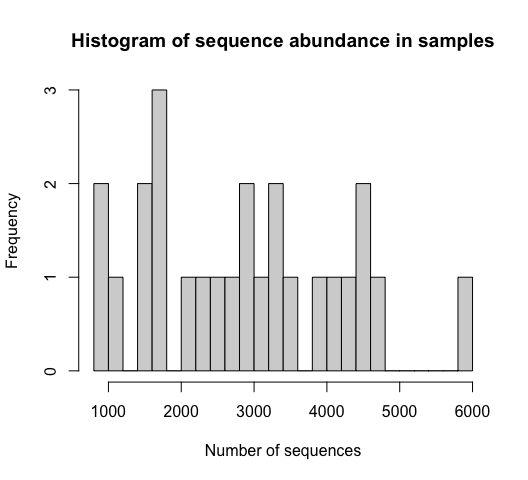 Histogram of sequence abundance in samples
3
2
1
0
Frequency
1000 2000 3000 4000 5000 6000
Number of sequences